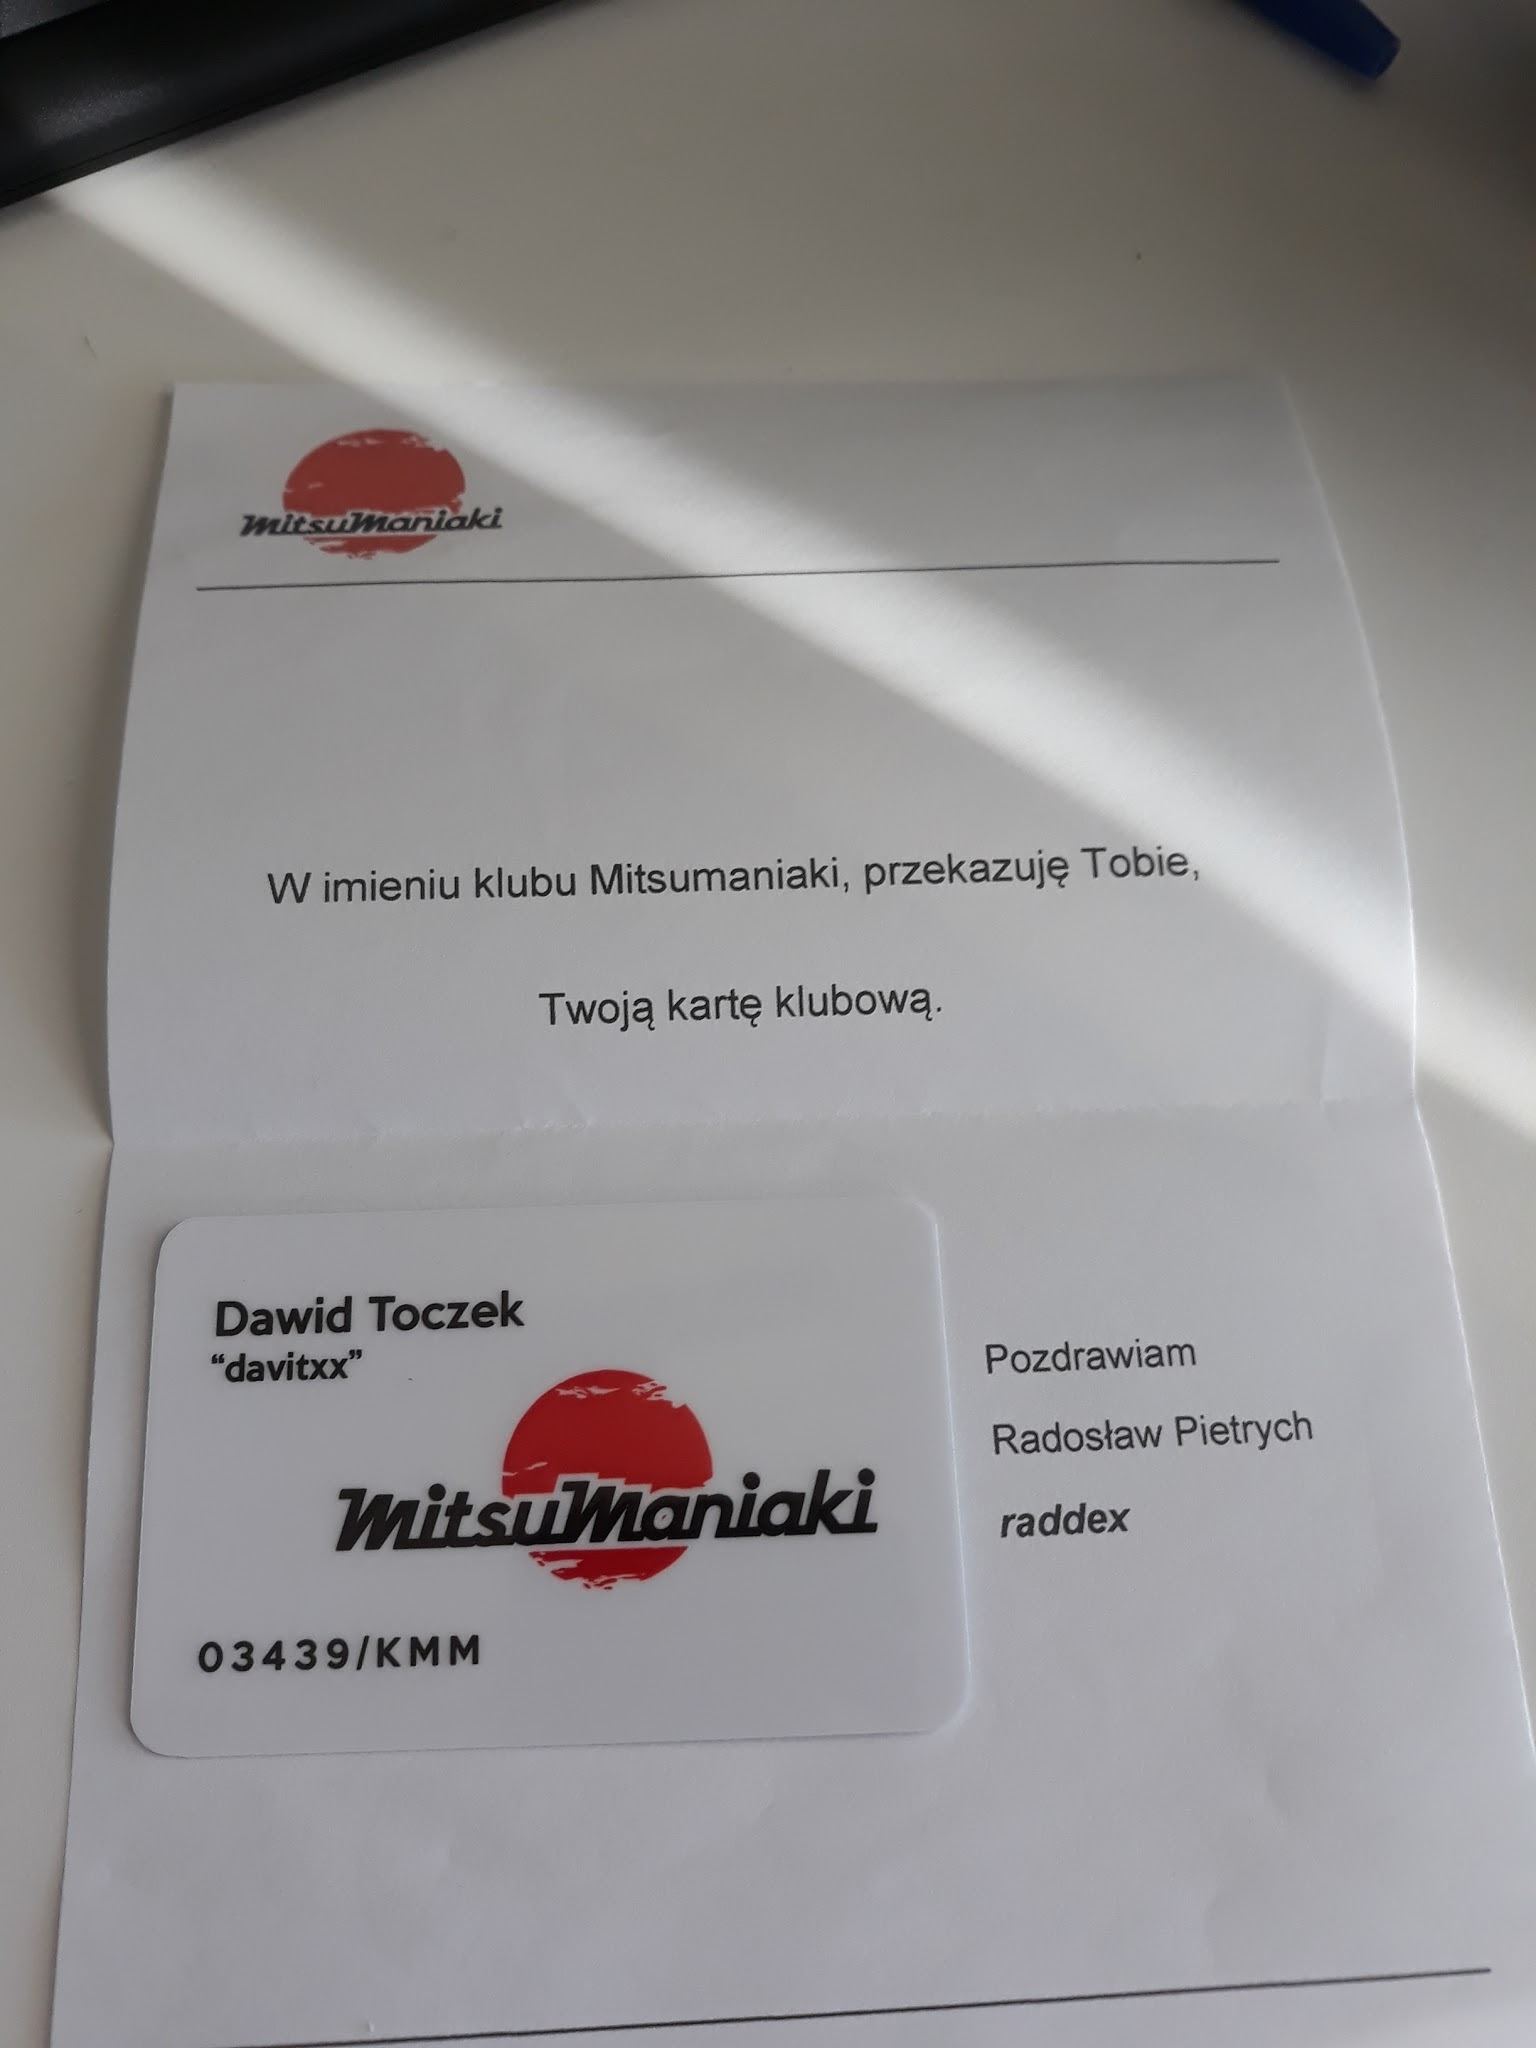 MitsuManiaki
W imieniu klubu Mitsumaniaki, przekazuję Tobie,
Twoją kartę klubową.
Dawid Toczek
“davitxx”
MitsuManiaki
03439/KMM
Pozdrawiam
Radosław Pietrych
raddex